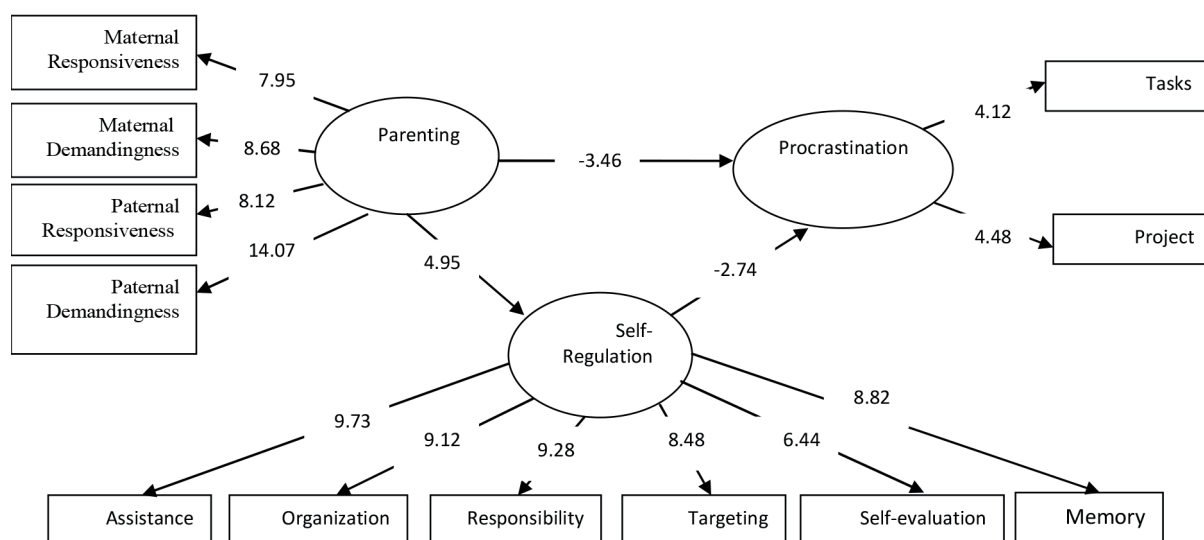 Maternal
Responsiveness
7.95
Maternal
Demandingness
8.68
Paternal
Responsiveness
8.12
Paternal
Demandingness
14.07
Parenting
-3.46
Procrastination
4.12
Tasks
4.48
Project
4.95
-2.74
Self-
Regulation
9.73
9.12
9.28
8.48
6.44
8.82
Assistance
Organization
Responsibility
Targeting
Self-evaluation
Memory